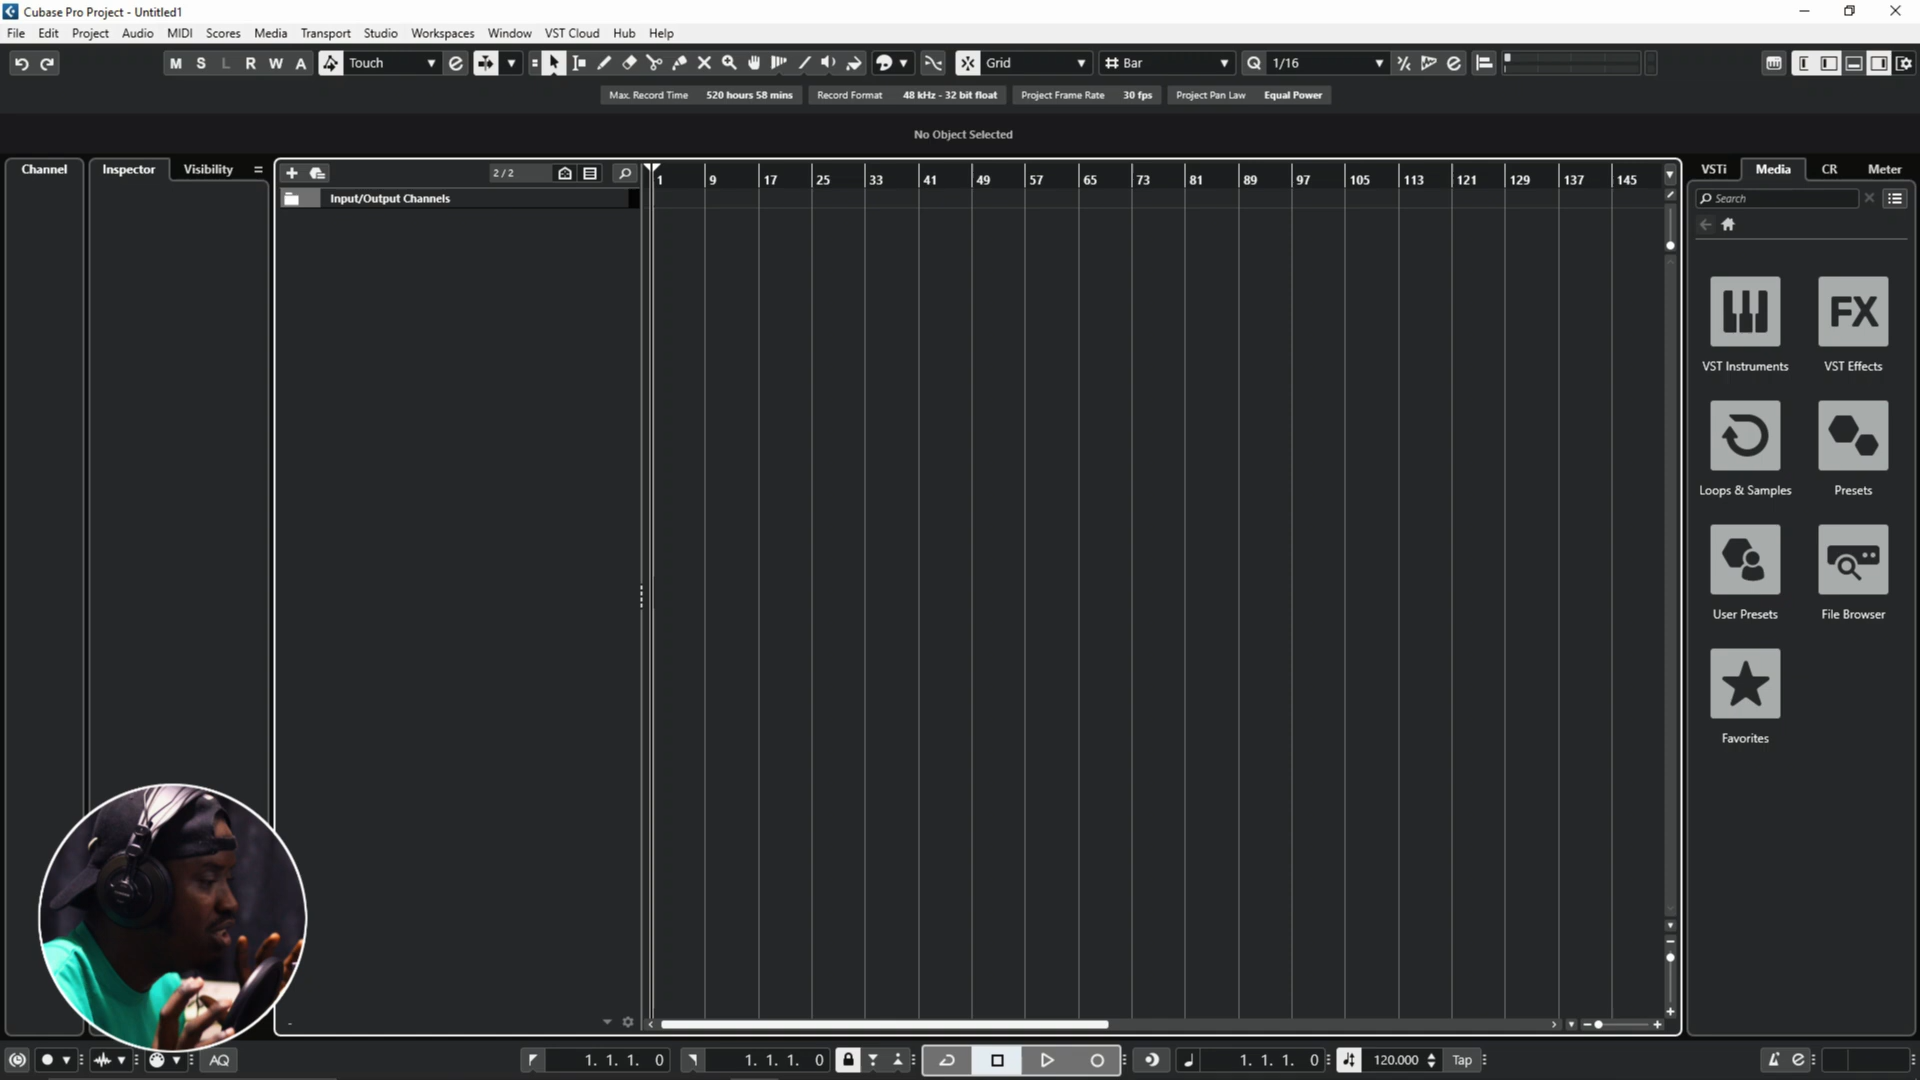 Cubase Pro Project - Untitled1
File Edit Project Audio MIDI Scores Media Transport Studio Workspaces Window VST Cloud Hub Help
M S L R W A Touch Grid Bar Q 1/16
Max. Record Time 520 hours 58 mins Record Format 48 kHz - 32 bit float Project Frame Rate 30 fps Project Pan Law Equal Power
No Object Selected
Channel Inspector Visibility
2 / 2
1 9 17 25 33 41 49 57 65 73 81 89 97 105 113 121 129 137 145
Input/Output Channels
VSTi Media CR Meter
Search
FX
VST Instruments VST Effects
Loops & Samples Presets
User Presets File Browser
Favorites
AQ 1. 1. 1. 0 1. 1. 1. 0 1. 1. 1. 0 120.000 Tap